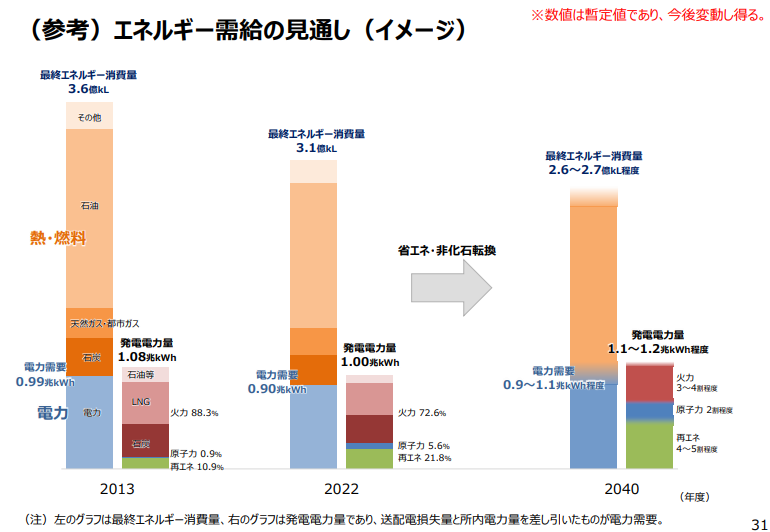 （参考）エネルギー需給の見通し（イメージ）
※数値は暫定値であり、今後変動し得る。
最終エネルギー消費量
3.6億kL
その他
石油
熱・燃料
天然ガス・都市ガス
石炭
電力需要
0.99兆kWh
電力
電力
発電電力量
1.08兆kWh
石油等
LNG
石炭
火力 88.3%
原子力 0.9%
再エネ 10.9%
2013
最終エネルギー消費量
3.1億kL
電力需要
0.90兆kWh
発電電力量
1.00兆kWh
火力 72.6%
原子力 5.6%
再エネ 21.8%
2022
省エネ・非化石転換
最終エネルギー消費量
2.6～2.7億kL程度
電力需要
0.9～1.1兆kWh程度
発電電力量
1.1～1.2兆kWh程度
火力
3～4割程度
原子力 2割程度
再エネ
4～5割程度
2040
（年度）
（注）左のグラフは最終エネルギー消費量、右のグラフは発電電力量であり、送配電損失量と所内電力量を差し引いたものが電力需要。
31